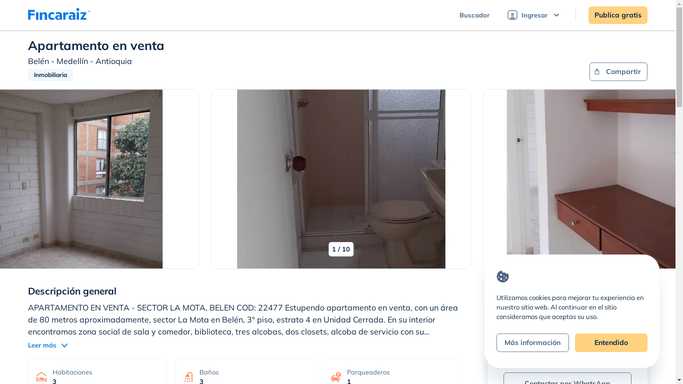 Fincaraiz
Buscador
Ingresar
Publica gratis
Apartamento en venta
Belén - Medellín - Antioquia
Inmobiliaria
Compartir
1 / 10
Descripción general
APARTAMENTO EN VENTA - SECTOR LA MOTA, BELEN COD: 22477 Estupendo apartamento en venta, con un área
de 80 metros aproximadamente, sector La Mota en Belén, 3° piso, estrato 4 en Unidad Cerrada. En su interior
encontramos zona social de sala y comedor, biblioteca, tres alcobas, dos closets, alcoba de servicio con su...
Leer más
Habitaciones
3
Baños
3
Parqueaderos
1
Utilizamos cookies para mejorar tu experiencia en
nuestro sitio web. Al continuar en el sitio
consideramos que aceptas su uso.
Más información
Entendido
Contactar por WhatsApp